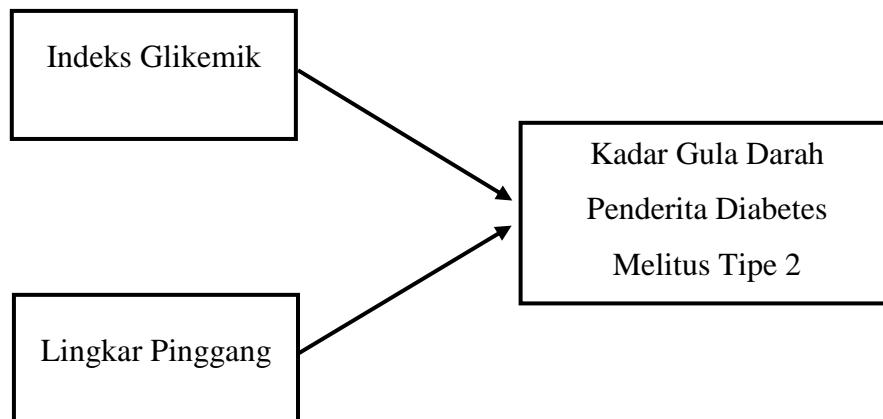 Indeks Glikemik
Kadar Gula Darah
Penderita Diabetes
Melitus Tipe 2
Lingkar Pinggang